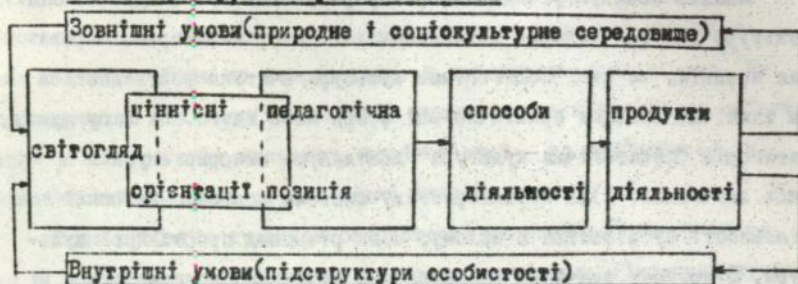 Зовнішні умови(природне і соціокультурне середовище)
світогляд
ціннісні орієнтації
педагогічна позиція
способи діяльності
продукти діяльності
Внутрішні умови(підструктури особистості)